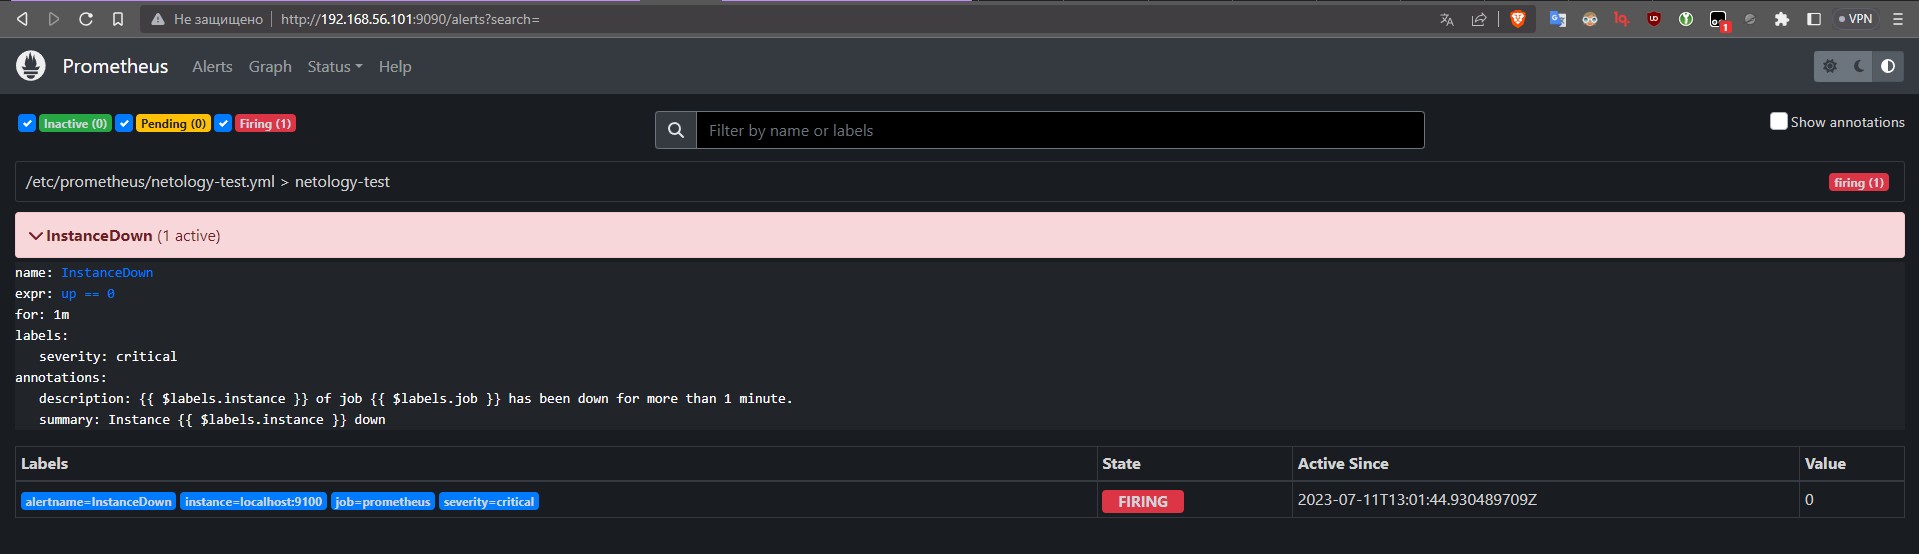 Не защищено http://192.168.56.101:9090/alerts?search= 1q UD 1 VPN
Prometheus Alerts Graph Status Help
Inactive (0) Pending (0) Firing (1) Filter by name or labels Show annotations
/etc/prometheus/netology-test.yml > netology-test firing (1)
InstanceDown (1 active)
name: InstanceDown
expr: up == 0
for: 1m
labels:
severity: critical
annotations:
description: {{ $labels.instance }} of job {{ $labels.job }} has been down for more than 1 minute.
summary: Instance {{ $labels.instance }} down
Labels State Active Since Value
alertname=InstanceDown instance=localhost:9100 job=prometheus severity=critical FIRING 2023-07-11T13:01:44.930489709Z 0